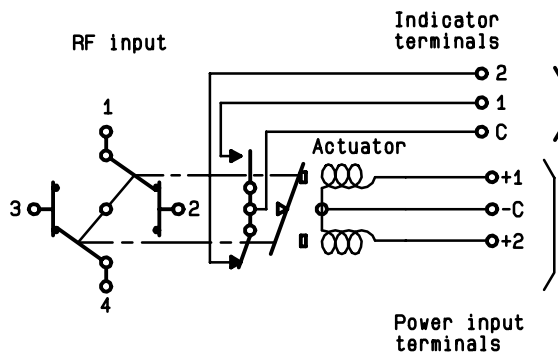 RF input
Indicator
terminals
2
1
C
1
Actuator
3
2
+1
-C
+2
4
Power input
terminals